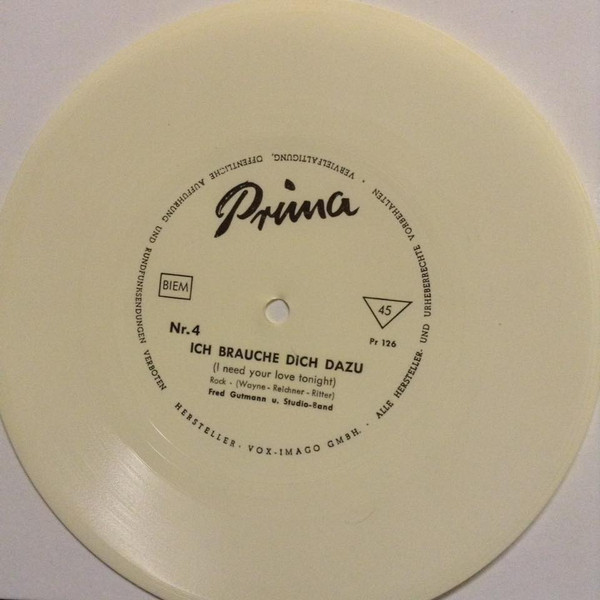 Prima
BIEM
45
Nr. 4
Pr 126
ICH BRAUCHE DICH DAZU
(I need your love tonight)
Rock - (Wayne - Reichner - Ritter)
Fred Gutmann u. Studio-Band
HERSTELLER · VOX-IMAGO GMBH. · ALLE HERSTELLER- UND URHEBERRECHTE VORBEHALTEN · VERVIELFÄLTIGUNG, ÖFFENTLICHE AUFFÜHRUNG UND RUNDFUNKSENDUNGEN VERBOTEN